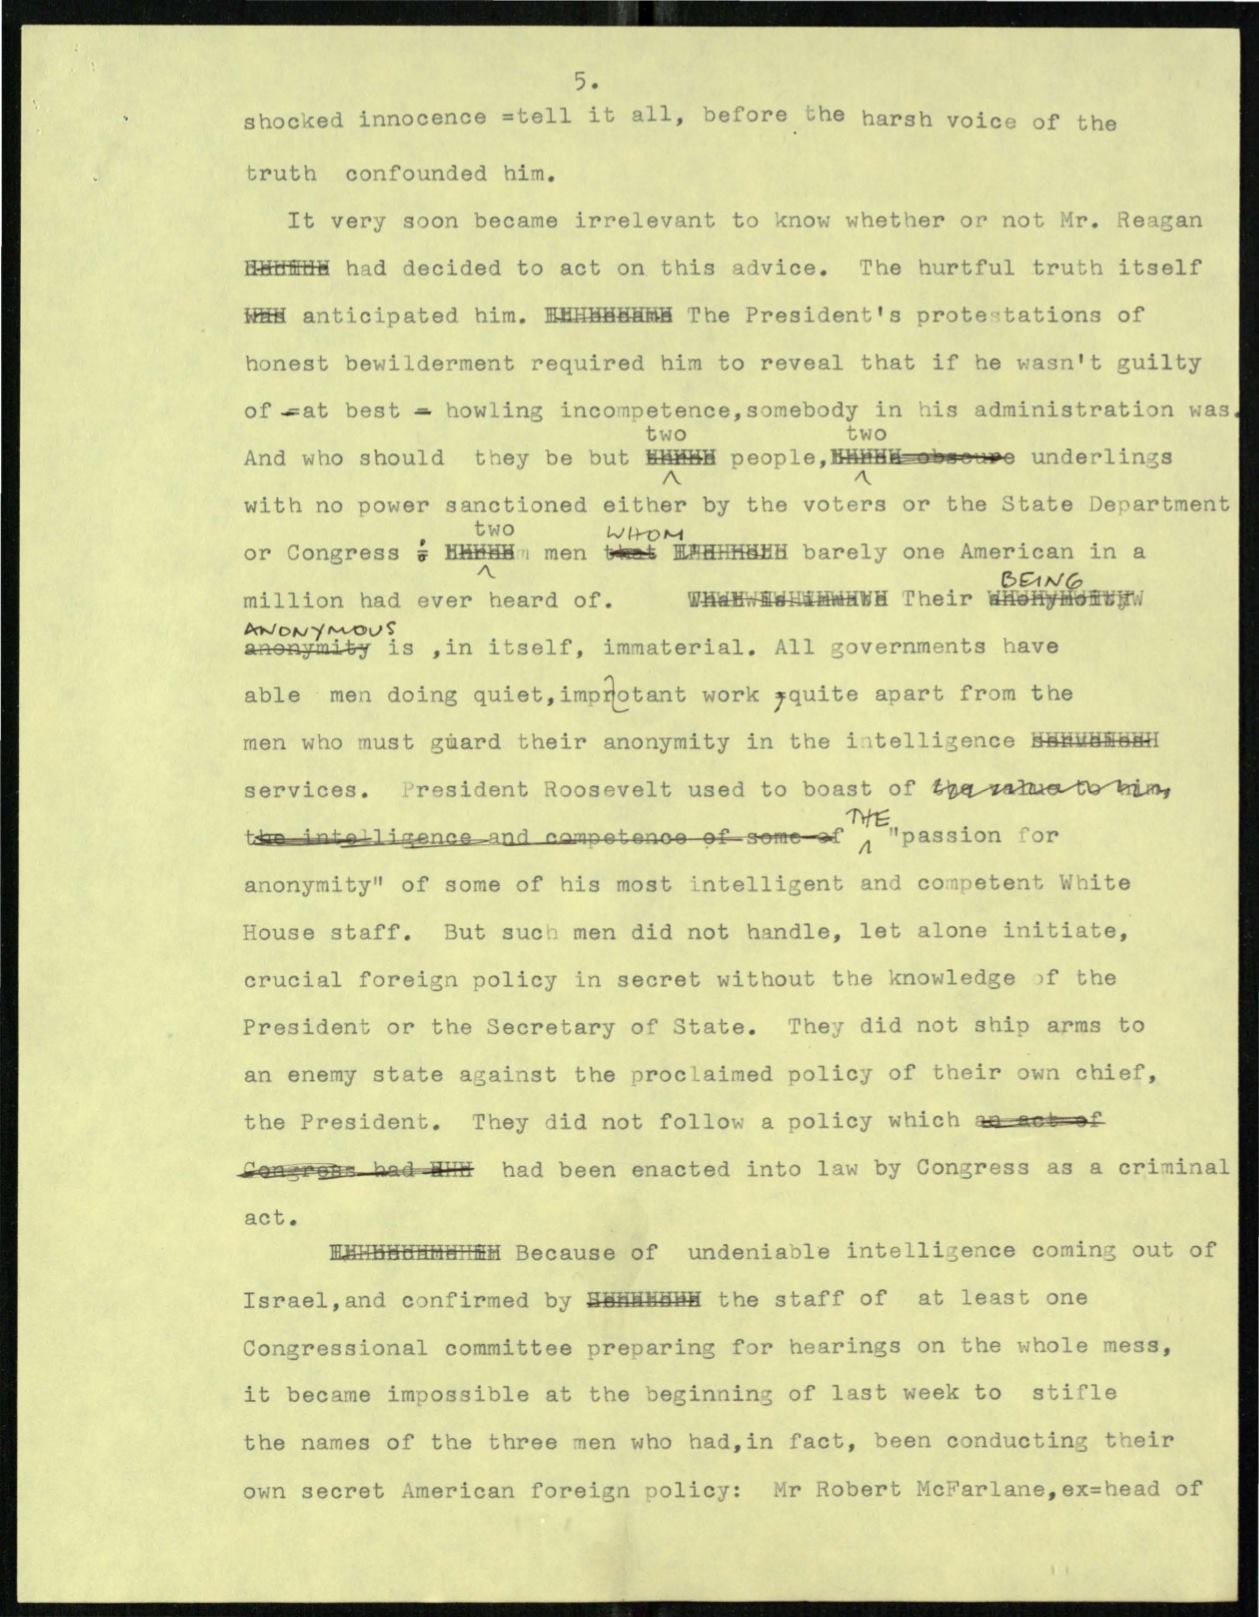 5.
shocked innocence =tell it all, before the harsh voice of the
truth confounded him.
It very soon became irrelevant to know whether or not Mr. Reagan
had decided to act on this advice. The hurtful truth itself
was anticipated him. The President's protestations of
honest bewilderment required him to reveal that if he wasn't guilty
of =at best = howling incompetence,somebody in his administration was.
two two
And who should they be but people, obscure underlings
with no power sanctioned either by the voters or the State Department
two WHOM
or Congress ; men that barely one American in a
BEING
million had ever heard of. Their
ANONYMOUS
anonymity is ,in itself, immaterial. All governments have
able men doing quiet,improtant work ,quite apart from the
men who must guard their anonymity in the intelligence
services. President Roosevelt used to boast of the value to him,
THE
the intelligence and competence of some of "passion for
anonymity" of some of his most intelligent and competent White
House staff. But such men did not handle, let alone initiate,
crucial foreign policy in secret without the knowledge of the
President or the Secretary of State. They did not ship arms to
an enemy state against the proclaimed policy of their own chief,
the President. They did not follow a policy which an act of
Congress had had been enacted into law by Congress as a criminal
act.
Because of undeniable intelligence coming out of
Israel,and confirmed by the staff of at least one
Congressional committee preparing for hearings on the whole mess,
it became impossible at the beginning of last week to stifle
the names of the three men who had,in fact, been conducting their
own secret American foreign policy: Mr Robert McFarlane,ex=head of